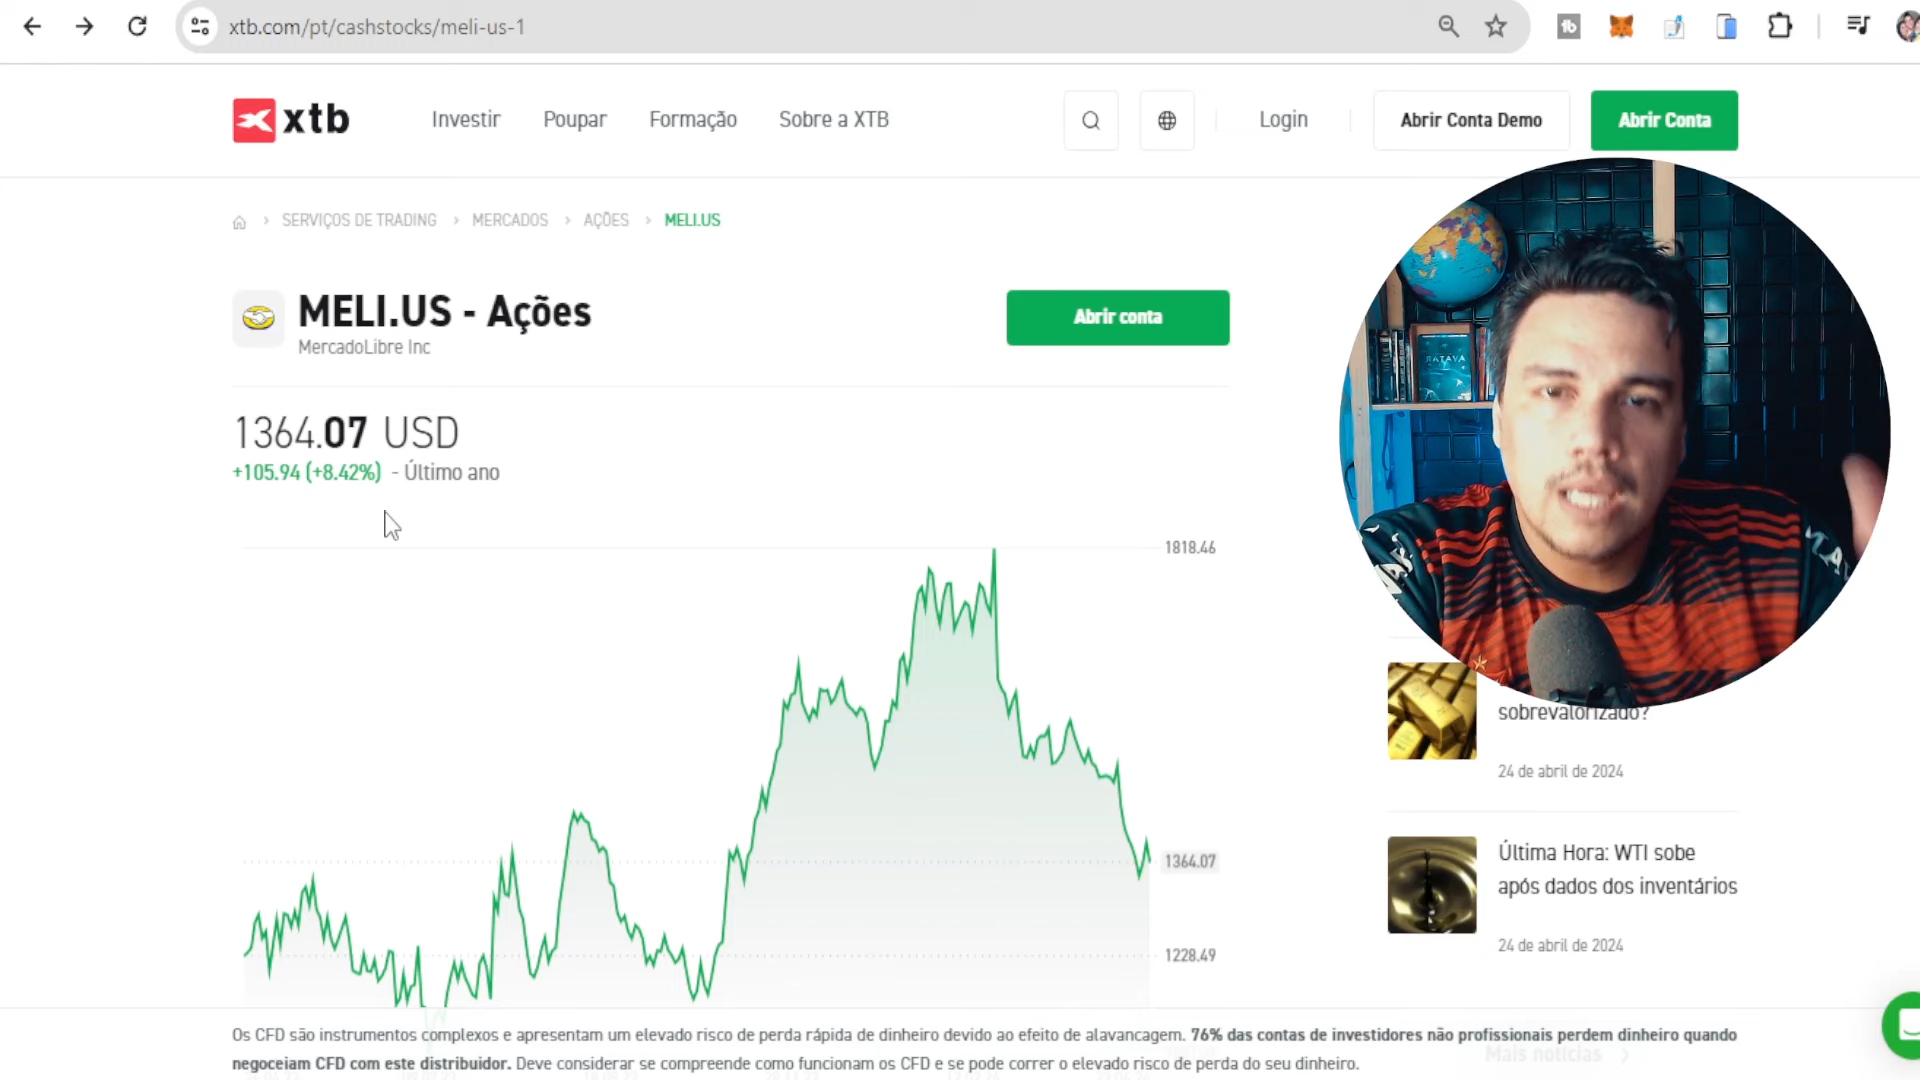 xtb.com/pt/cashstocks/meli-us-1
xtb
Investir
Poupar
Formação
Sobre a XTB
Login
Abrir Conta Demo
Abrir Conta
SERVIÇOS DE TRADING > MERCADOS > AÇÕES > MELI.US
MELI.US - Ações
MercadoLibre Inc
Abrir conta
1364.07 USD
+105.94 (+8.42%) - Último ano
1818.46
1364.07
1228.49
sobrevalorizado?
24 de abril de 2024
Última Hora: WTI sobe
após dados dos inventários
24 de abril de 2024
Mais notícias
Os CFD são instrumentos complexos e apresentam um elevado risco de perda rápida de dinheiro devido ao efeito de alavancagem. 76% das contas de investidores não profissionais perdem dinheiro quando
negoceiam CFD com este distribuidor. Deve considerar se compreende como funcionam os CFD e se pode correr o elevado risco de perda do seu dinheiro.